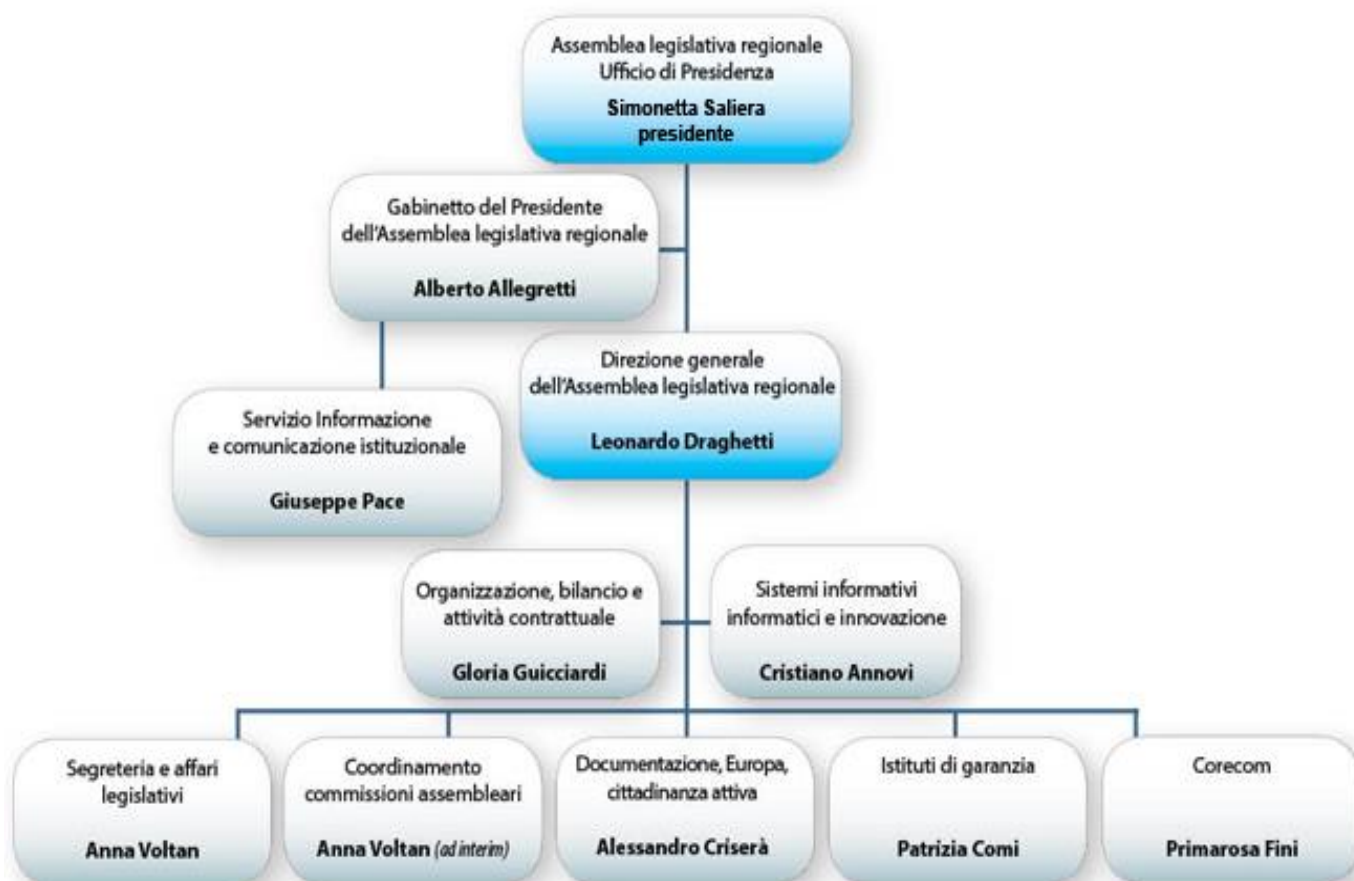 Assemblea legislativa regionale
Ufficio di Presidenza
Simonetta Saliera
presidente
Gabinetto del Presidente
dell'Assemblea legislativa regionale
Alberto Allegretti
Direzione generale
dell'Assemblea legislativa regionale
Leonardo Draghetti
Servizio Informazione
e comunicazione istituzionale
Giuseppe Pace
Organizzazione, bilancio e
attività contrattuale
Gloria Guicciardi
Sistemi informativi
informatici e innovazione
Cristiano Annovi
Segreteria e affari
legislativi
Anna Voltan
Coordinamento
commissioni assembleari
Anna Voltan (ad interim)
Documentazione, Europa,
cittadinanza attiva
Alessandro Criserà
Istituti di garanzia
Patrizia Comi
Corecom
Primarosa Fini